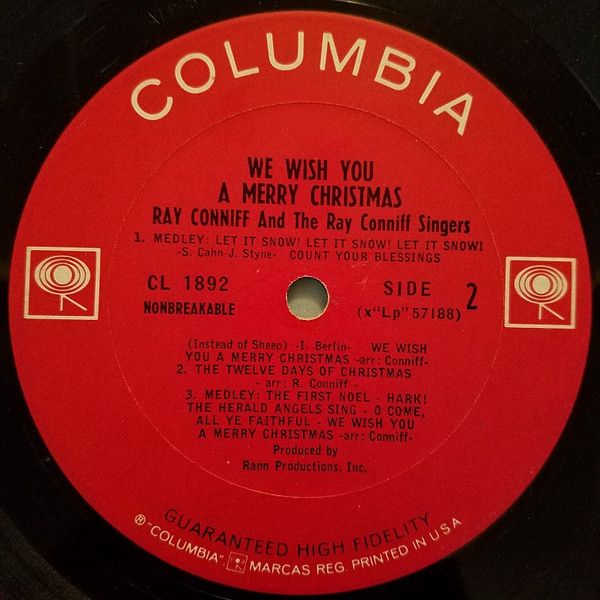 COLUMBIA
WE WISH YOU
A MERRY CHRISTMAS
RAY CONNIFF And The Ray Conniff Singers
1. MEDLEY: LET IT SNOW! LET IT SNOW! LET IT SNOW!
-S. Cahn-J. Styne- COUNT YOUR BLESSINGS
CL 1892
NONBREAKABLE
SIDE 2
(x"Lp" 57188)
(Instead of Sheep) -I. Berlin- WE WISH
YOU A MERRY CHRISTMAS -arr: Conniff-
2. THE TWELVE DAYS OF CHRISTMAS
- arr: R. Conniff -
3. MEDLEY: THE FIRST NOEL - HARK!
THE HERALD ANGELS SING - O COME,
ALL YE FAITHFUL - WE WISH YOU
A MERRY CHRISTMAS -arr: Conniff-
Produced by
Rann Productions, Inc.
GUARANTEED HIGH FIDELITY
® "COLUMBIA", MARCAS REG. PRINTED IN U S A